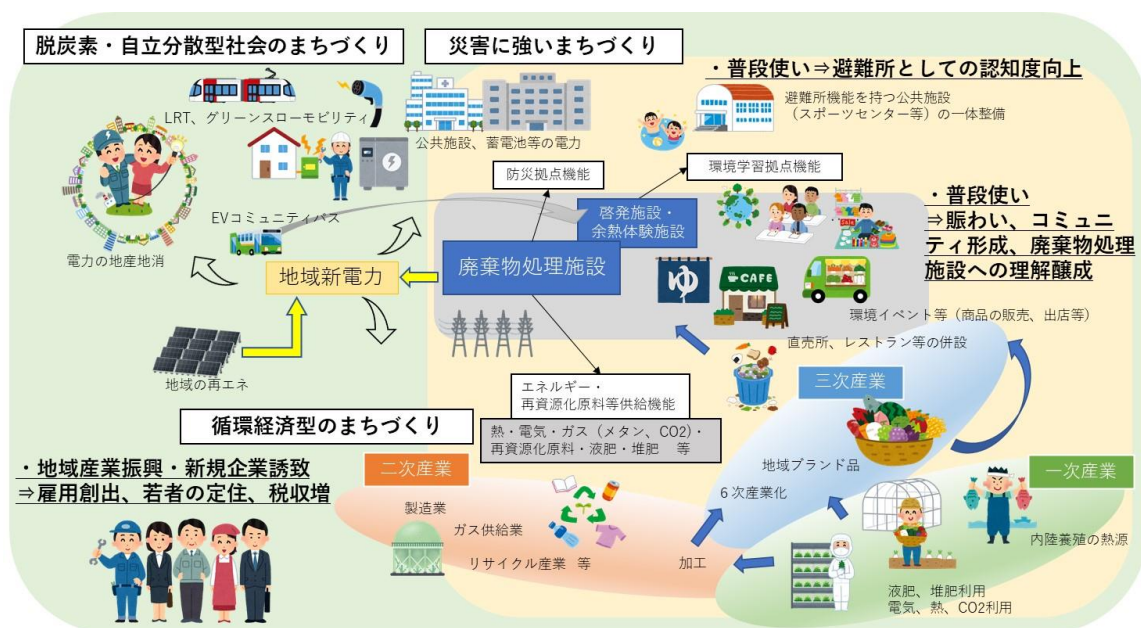 脱炭素・自立分散型社会のまちづくり
災害に強いまちづくり
・普段使い⇒避難所としての認知度向上
LRT、グリーンスローモビリティ
公共施設、蓄電池等の電力
避難所機能を持つ公共施設
（スポーツセンター等）の一体整備
防災拠点機能
環境学習拠点機能
EVコミュニティバス
電力の地産地消
地域新電力
啓発施設・
余熱体験施設
廃棄物処理施設
・普段使い
⇒賑わい、コミュニ
ティ形成、廃棄物処理
施設への理解醸成
ゆ
CAFE
環境イベント等（商品の販売、出店等）
直売所、レストラン等の併設
地域の再エネ
エネルギー・
再資源化原料等供給機能
熱・電気・ガス（メタン、CO2）・
再資源化原料・液肥・堆肥　等
循環経済型のまちづくり
・地域産業振興・新規企業誘致
⇒雇用創出、若者の定住、税収増
二次産業
製造業
ガス供給業
リサイクル産業 等
加工
三次産業
地域ブランド品
６次産業化
一次産業
内陸養殖の熱源
液肥、堆肥利用
電気、熱、CO2利用